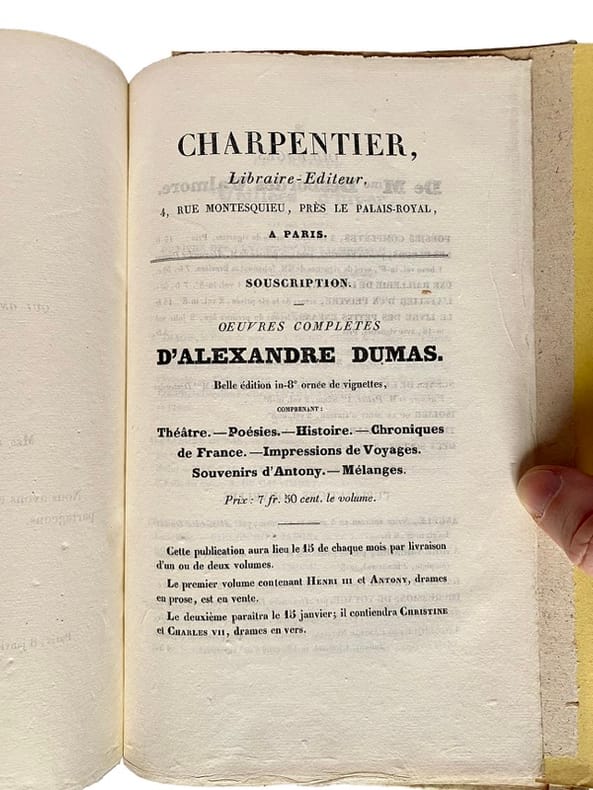 CHARPENTIER,
Libraire-Editeur,
4, RUE MONTESQUIEU, PRÈS LE PALAIS-ROYAL,
A PARIS.
SOUSCRIPTION.
OEUVRES COMPLÈTES
D'ALEXANDRE DUMAS.
Belle édition in-8° ornée de vignettes,
COMPRENANT:
Théâtre.—Poésies.—Histoire.—Chroniques
de France.—Impressions de Voyages.
Souvenirs d'Antony.—Mélanges.
Prix: 7 fr. 50 cent. le volume.
Cette publication aura lieu le 15 de chaque mois par livraison
d'un ou de deux volumes.
Le premier volume contenant HENRI III et ANTONY, drames
en prose, est en vente.
Le deuxième paraîtra le 15 janvier; il contiendra CHRISTINE
et CHARLES VII, drames en vers.